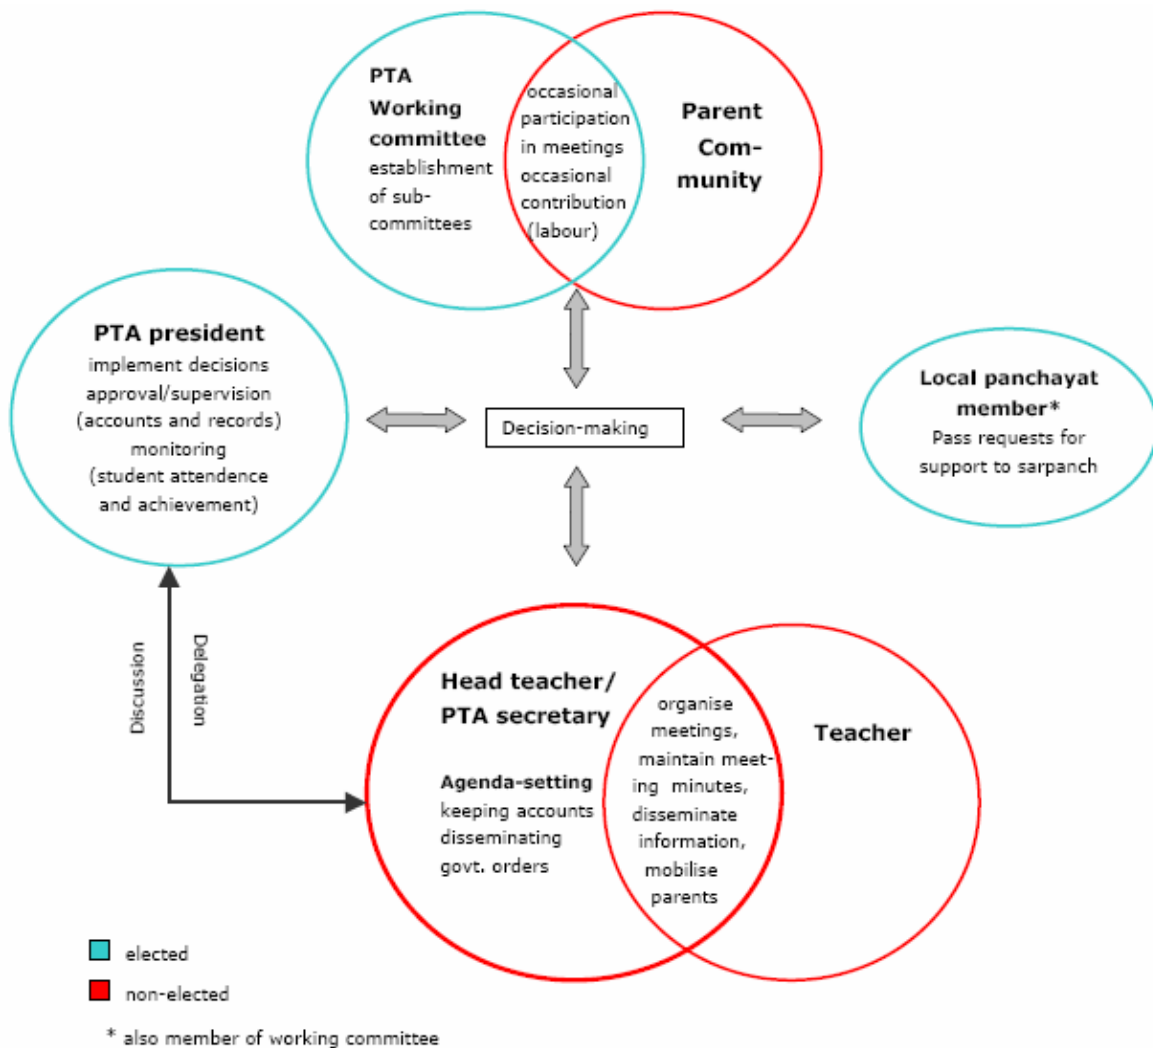 PTA
Working
committee
establishment
of sub-
committees
occasional
participation
in meetings
occasional
contribution
(labour)
Parent
Com-
munity
PTA president
implement decisions
approval/supervision
(accounts and records)
monitoring
(student attendence
and achievement)
Decision-making
Local panchayat
member*
Pass requests for
support to sarpanch
Discussion
Delegation
Head teacher/
PTA secretary
Agenda-setting
keeping accounts
disseminating
govt. orders
organise
meetings,
maintain meet-
ing minutes,
disseminate
information,
mobilise
parents
Teacher
elected
non-elected
* also member of working committee